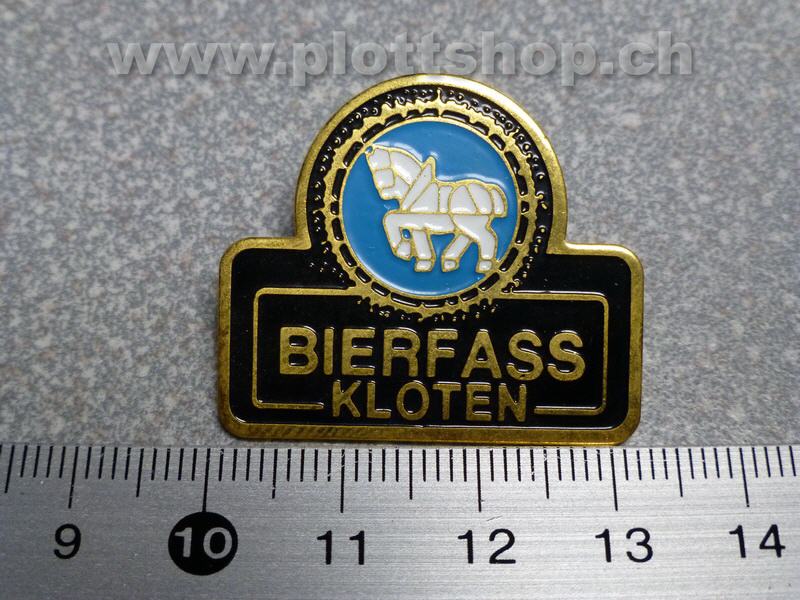 www.plottshop.ch
BIERFASS
KLOTEN
9 10 11 12 13 14